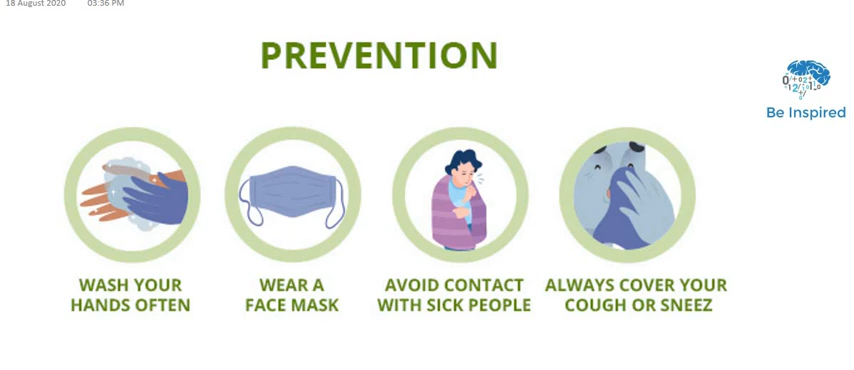 18 August 2020 03:36 PM
PREVENTION
Be Inspired
WASH YOUR
HANDS OFTEN
WEAR A
FACE MASK
AVOID CONTACT
WITH SICK PEOPLE
ALWAYS COVER YOUR
COUGH OR SNEEZ